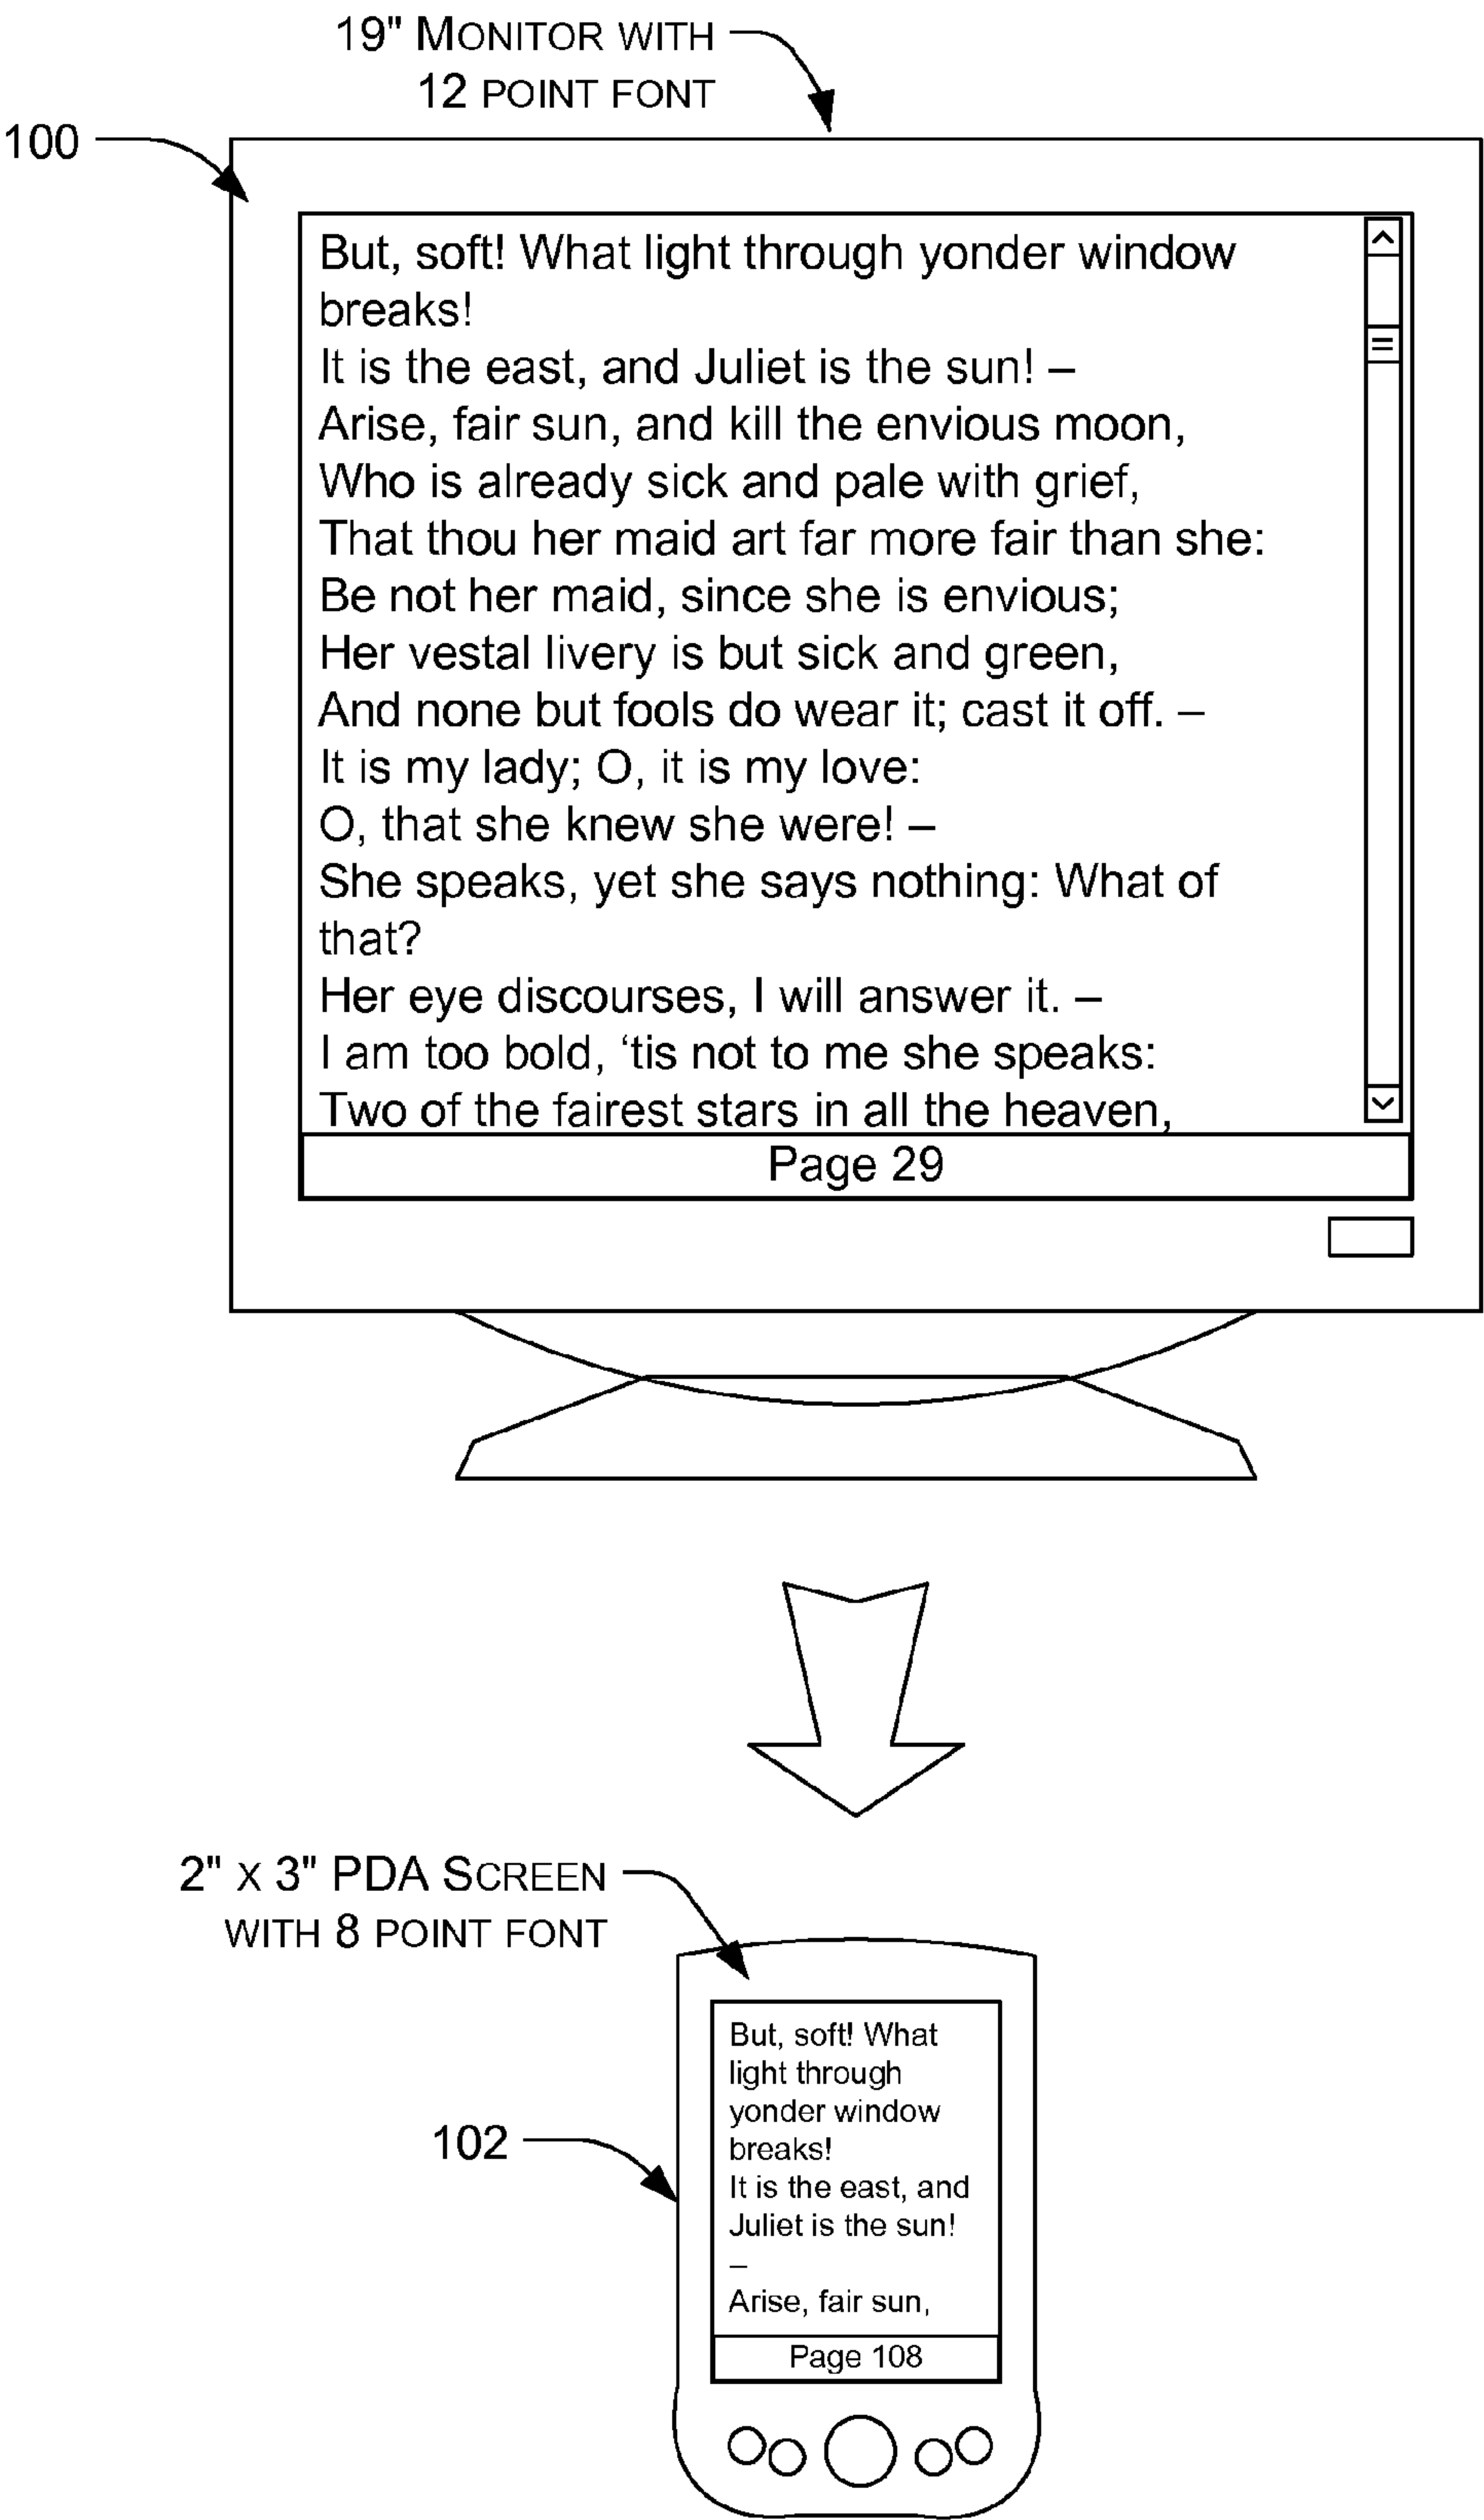 19" MONITOR WITH
12 POINT FONT
100
But, soft! What light through yonder window
breaks!
It is the east, and Juliet is the sun! –
Arise, fair sun, and kill the envious moon,
Who is already sick and pale with grief,
That thou her maid art far more fair than she:
Be not her maid, since she is envious;
Her vestal livery is but sick and green,
And none but fools do wear it; cast it off. –
It is my lady; O, it is my love:
O, that she knew she were! –
She speaks, yet she says nothing: What of
that?
Her eye discourses, I will answer it. –
I am too bold, ‘tis not to me she speaks:
Two of the fairest stars in all the heaven,
Page 29
2" X 3" PDA SCREEN
WITH 8 POINT FONT
102
But, soft! What
light through
yonder window
breaks!
It is the east, and
Juliet is the sun!
–
Arise, fair sun,
Page 108